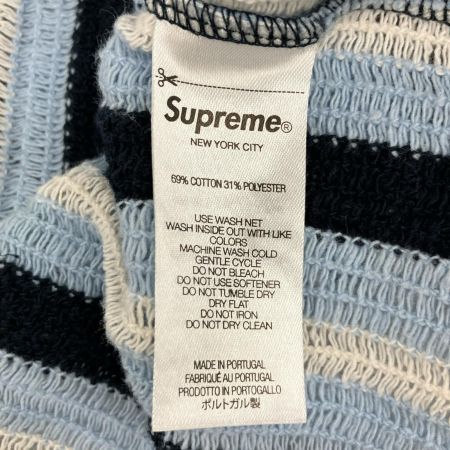 Supreme®
NEW YORK CITY
69% COTTON 31% POLYESTER
USE WASH NET
WASH INSIDE OUT WITH LIKE
COLORS
MACHINE WASH COLD
GENTLE CYCLE
DO NOT BLEACH
DO NOT USE SOFTENER
DO NOT TUMBLE DRY
DRY FLAT
DO NOT IRON
DO NOT DRY CLEAN
MADE IN PORTUGAL
FABRIQUÉ AU PORTUGAL
PRODOTTO IN PORTOGALLO
ポルトガル製